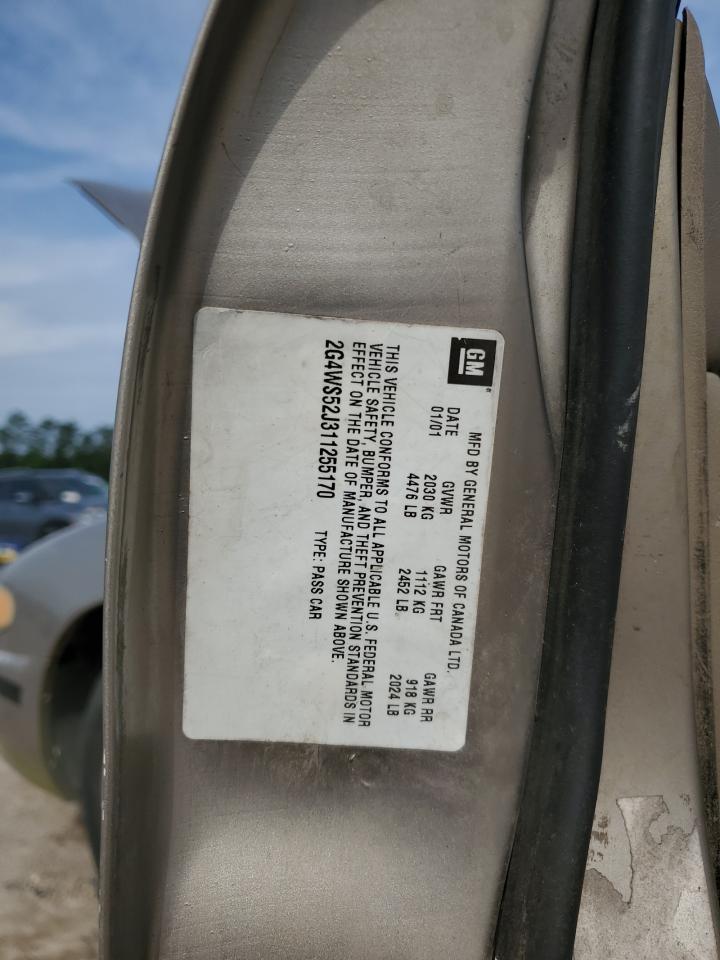 GM
MFD BY GENERAL MOTORS OF CANADA LTD.
DATE GVWR GAWR FRT GAWR RR
01/01 2030 KG 1112 KG 918 KG
4476 LB 2452 LB 2024 LB
THIS VEHICLE CONFORMS TO ALL APPLICABLE U.S. FEDERAL MOTOR
VEHICLE SAFETY, BUMPER, AND THEFT PREVENTION STANDARDS IN
EFFECT ON THE DATE OF MANUFACTURE SHOWN ABOVE.
2G4WS52J311255170 TYPE: PASS CAR